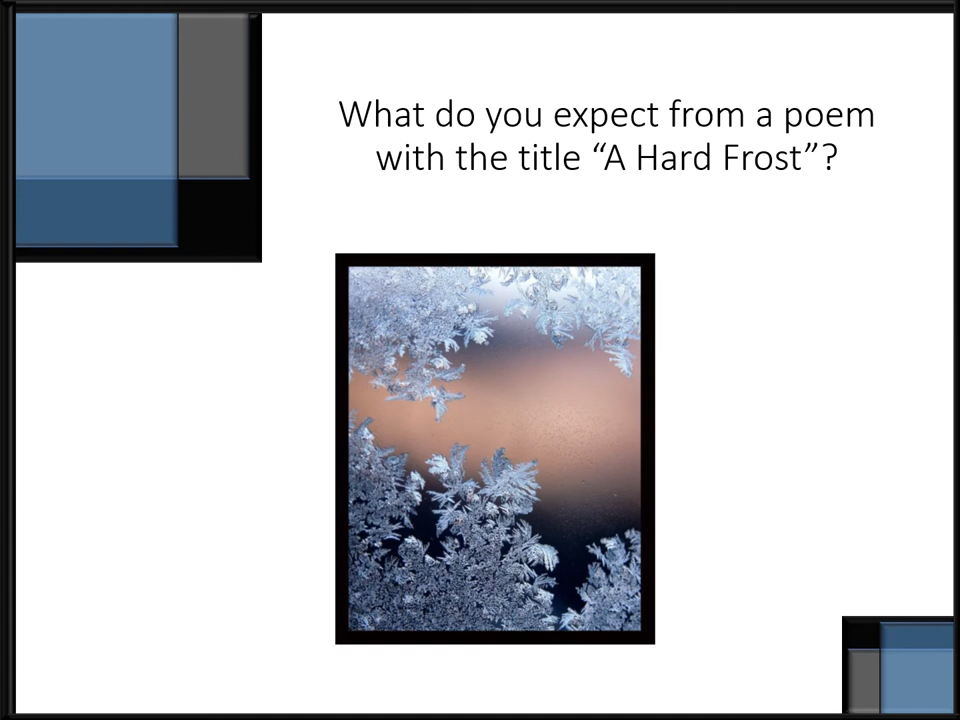 What do you expect from a poem
with the title “A Hard Frost”?